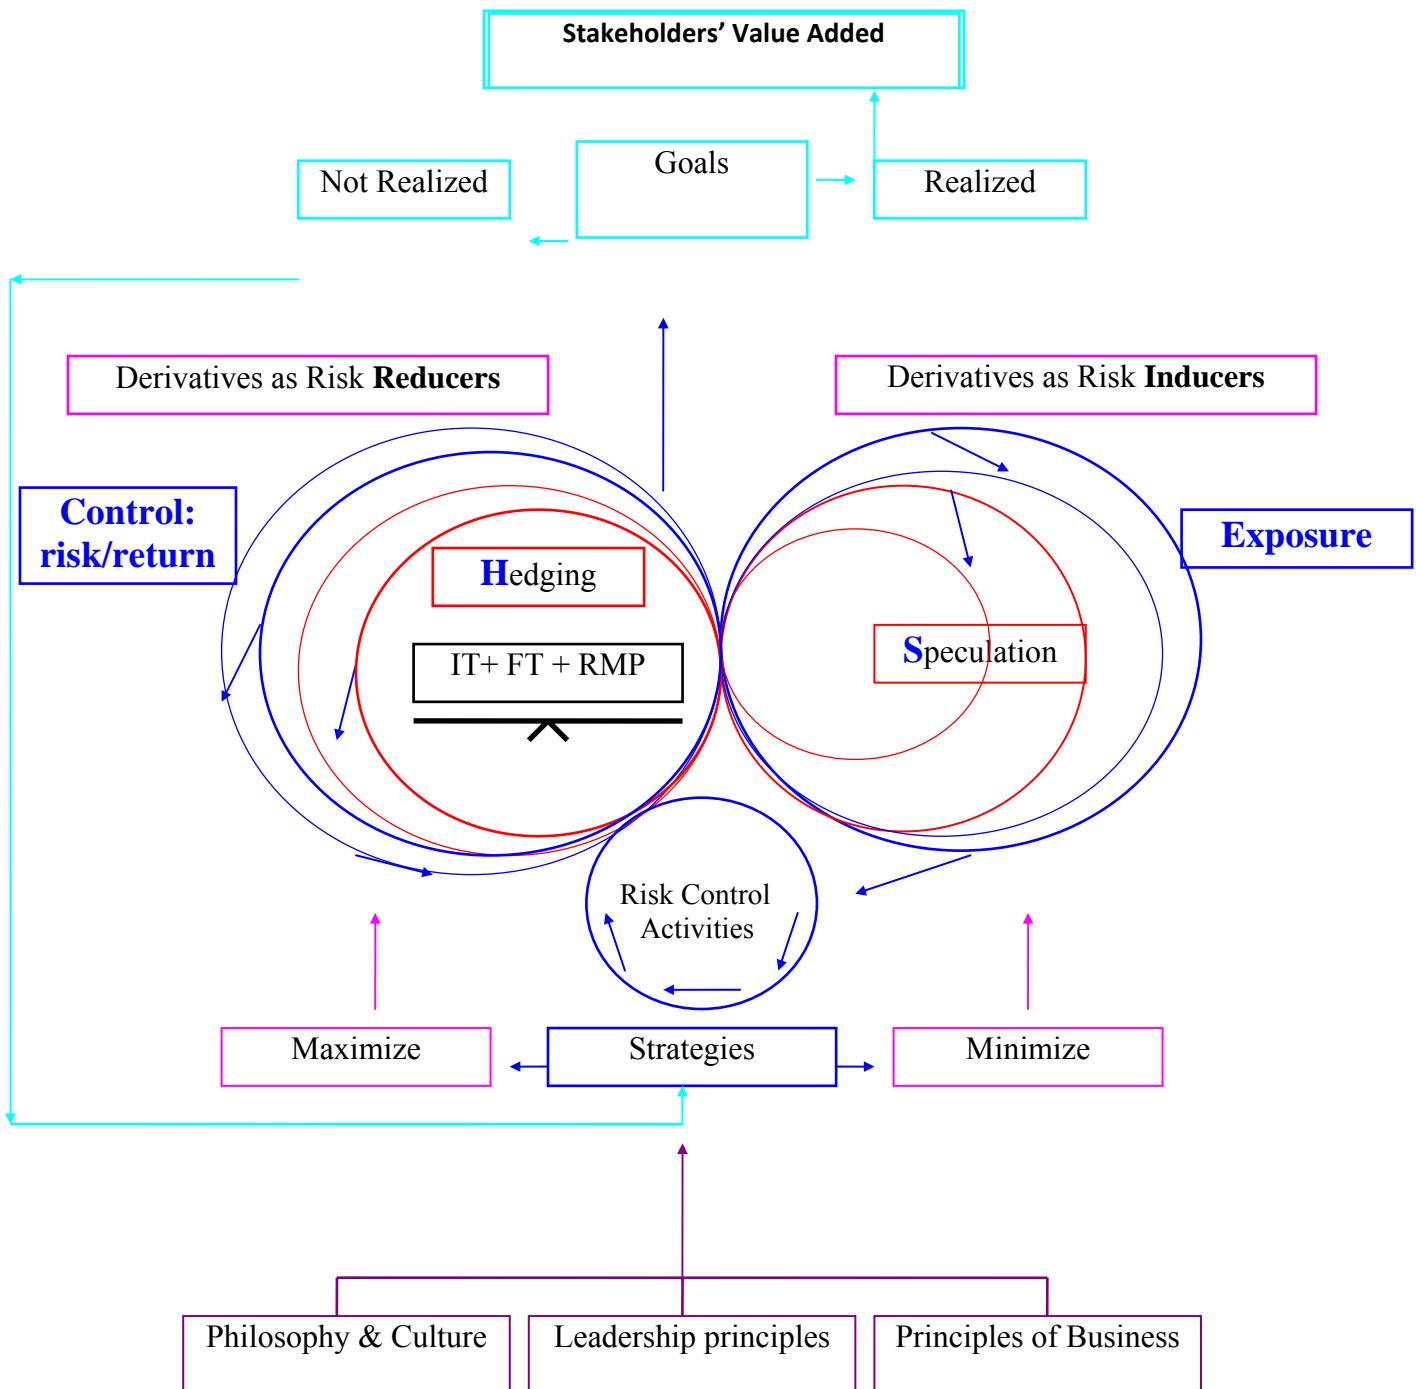 Stakeholders’ Value Added
Goals
Not Realized
Realized
Derivatives as Risk Reducers
Derivatives as Risk Inducers
Control:
risk/return
Exposure
Hedging
IT+ FT + RMP
Speculation
Risk Control
Activities
Maximize
Strategies
Minimize
Philosophy & Culture
Leadership principles
Principles of Business